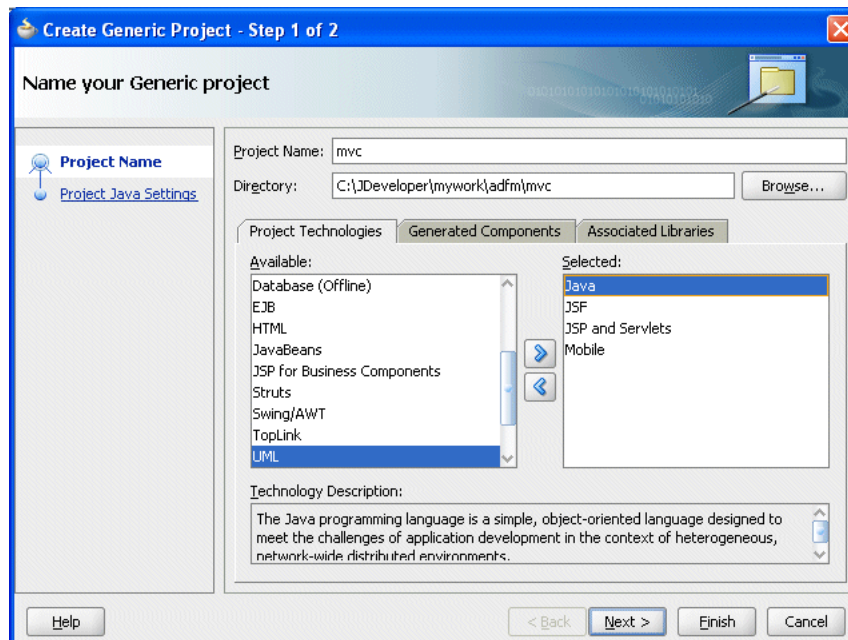 Create Generic Project - Step 1 of 2
Name your Generic project
Project Name
Project Java Settings
Project Name: mvc
Directory: C:\JDeveloper\mywork\adfm\mvc Browse...
Project Technologies Generated Components Associated Libraries
Available:
Database (Offline)
EJB
HTML
JavaBeans
JSP for Business Components
Struts
Swing/AWT
TopLink
UML
Selected:
Java
JSF
JSP and Servlets
Mobile
Technology Description:
The Java programming language is a simple, object-oriented language designed to
meet the challenges of application development in the context of heterogeneous,
network-wide distributed environments.
Help < Back Next > Finish Cancel